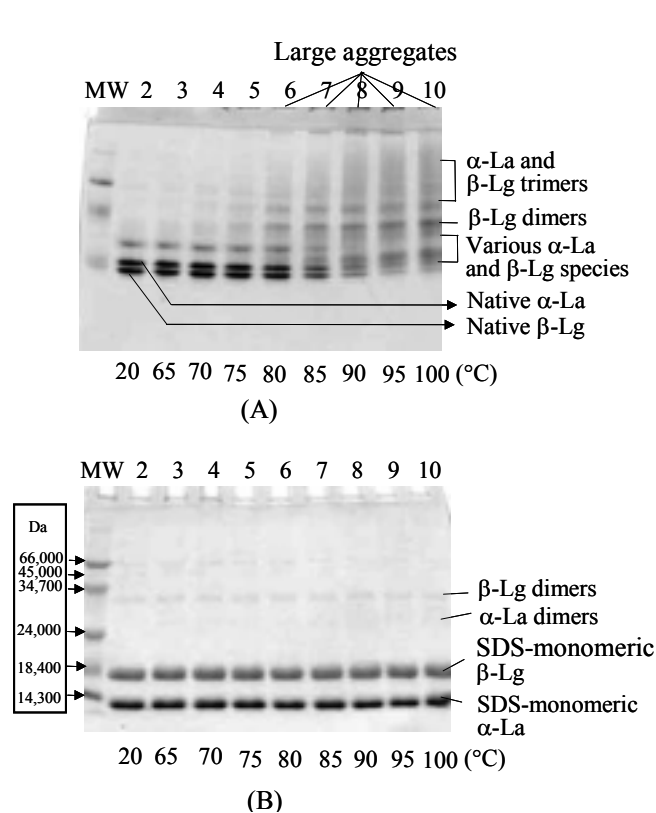 Large aggregates
MW 2 3 4 5 6 7 8 9 10
α-La and
β-Lg trimers
β-Lg dimers
Various α-La
and β-Lg species
Native α-La
Native β-Lg
20 65 70 75 80 85 90 95 100 (°C)
(A)
MW 2 3 4 5 6 7 8 9 10
Da
66,000
45,000
34,700
24,000
18,400
14,300
β-Lg dimers
α-La dimers
SDS-monomeric
β-Lg
SDS-monomeric
α-La
20 65 70 75 80 85 90 95 100 (°C)
(B)